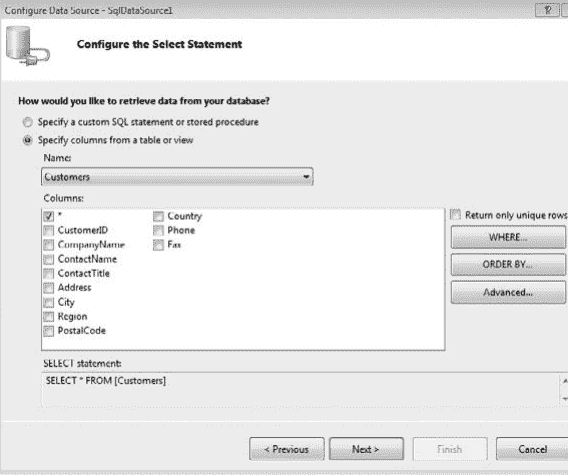 Configure Data Source - SqlDataSource1
?
Configure the Select Statement
How would you like to retrieve data from your database?
Specify a custom SQL statement or stored procedure
Specify columns from a table or view
Name:
Customers
Columns:
*
CustomerID
CompanyName
ContactName
ContactTitle
Address
City
Region
PostalCode
Country
Phone
Fax
Return only unique rows
WHERE...
ORDER BY...
Advanced...
SELECT statement:
SELECT * FROM [Customers]
< Previous
Next >
Finish
Cancel